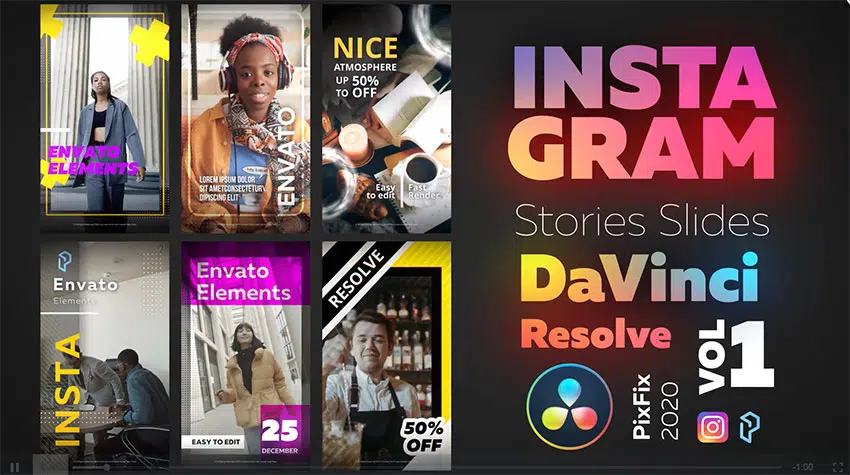 ENVATO
ELEMENTS
LOREM IPSUM DOLOR
SIT AMETCONSECTETUR
DIPISCING ELIT
ENVATO
NICE
ATMOSPHERE
UP 50%
TO OFF
Easy
to edit
Fast
Render
Envato
Elements
INSTA
Envato
Elements
EASY TO EDIT
25
DECEMBER
RESOLVE
50%
OFF
INSTA
GRAM
Stories Slides
DaVinci
Resolve
VOL 1
PixFix
2020
-1:00